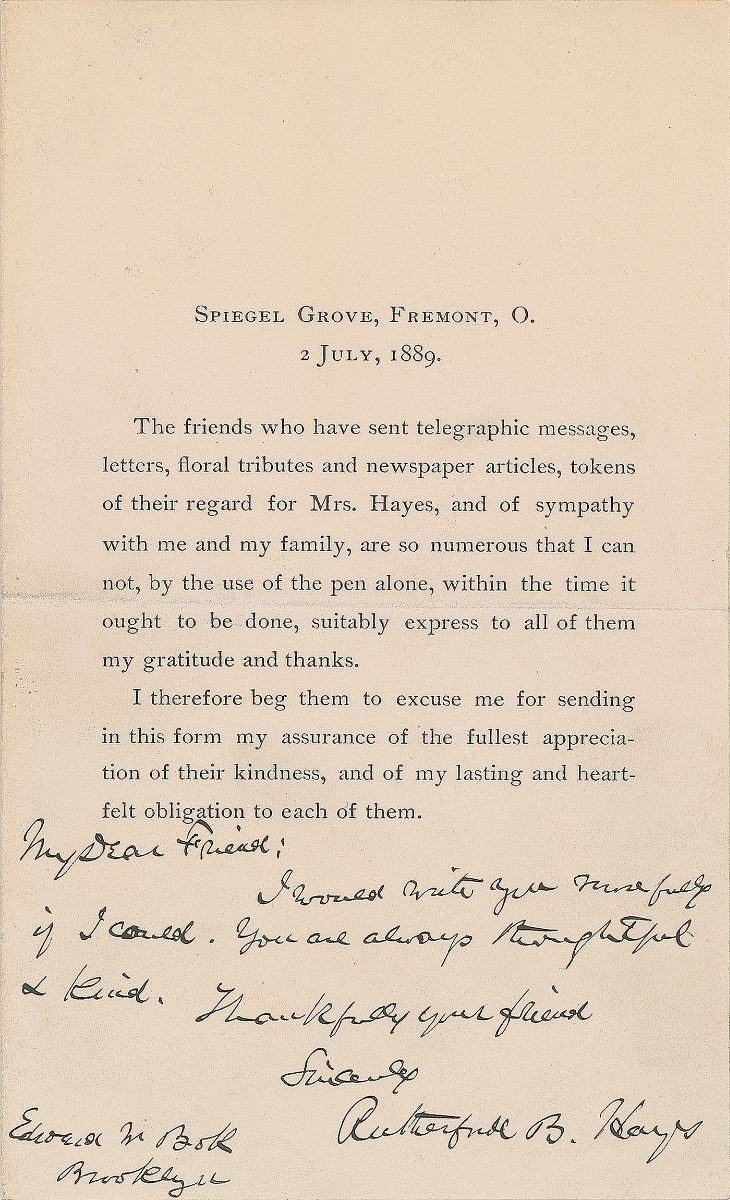 Spiegel Grove, Fremont, O.
2 July, 1889.
The friends who have sent telegraphic messages,
letters, floral tributes and newspaper articles, tokens
of their regard for Mrs. Hayes, and of sympathy
with me and my family, are so numerous that I can
not, by the use of the pen alone, within the time it
ought to be done, suitably express to all of them
my gratitude and thanks.
I therefore beg them to excuse me for sending
in this form my assurance of the fullest apprecia-
tion of their kindness, and of my lasting and heart-
felt obligation to each of them.
My Dear Friend:
I would write you more fully
if I could. You are always thoughtful
& kind. Thankfully your friend
Sincerely
Rutherford B. Hayes
Edward W Bok
Brooklyn